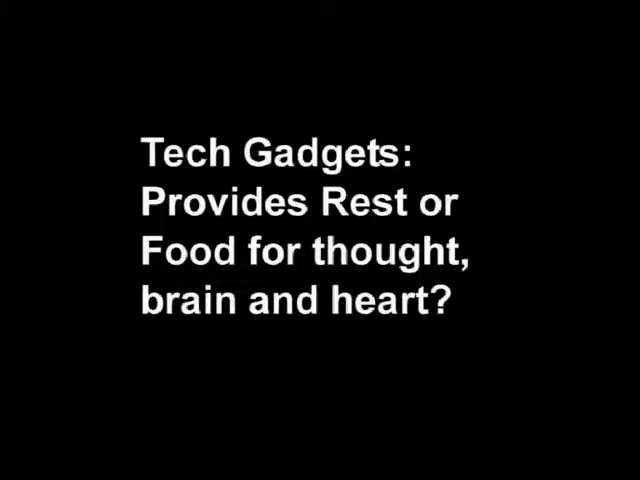 Tech Gadgets:
Provides Rest or
Food for thought,
brain and heart?